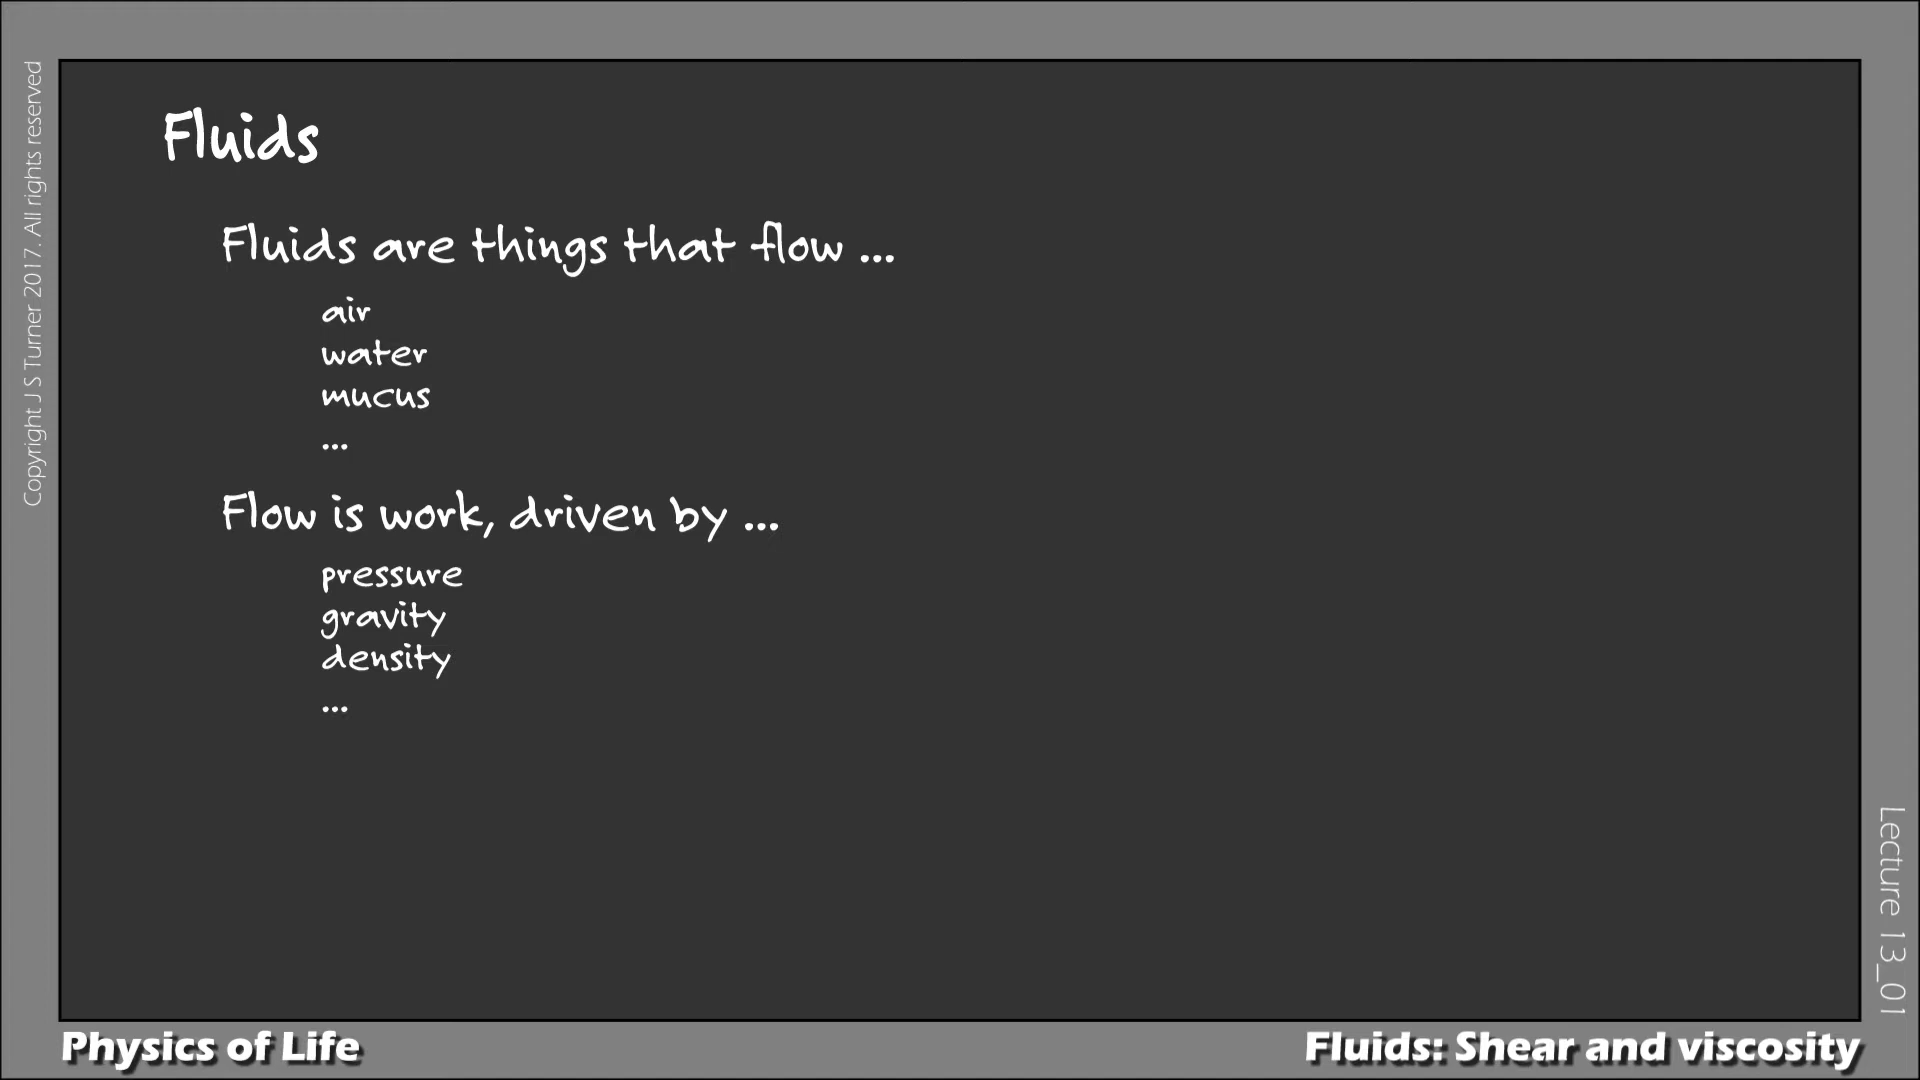 Copyright J S Turner 2017. All rights reserved
Fluids
Fluids are things that flow ...
air
water
mucus
...
Flow is work, driven by ...
pressure
gravity
density
...
Lecture 13_01
Physics of Life
Fluids: Shear and viscosity